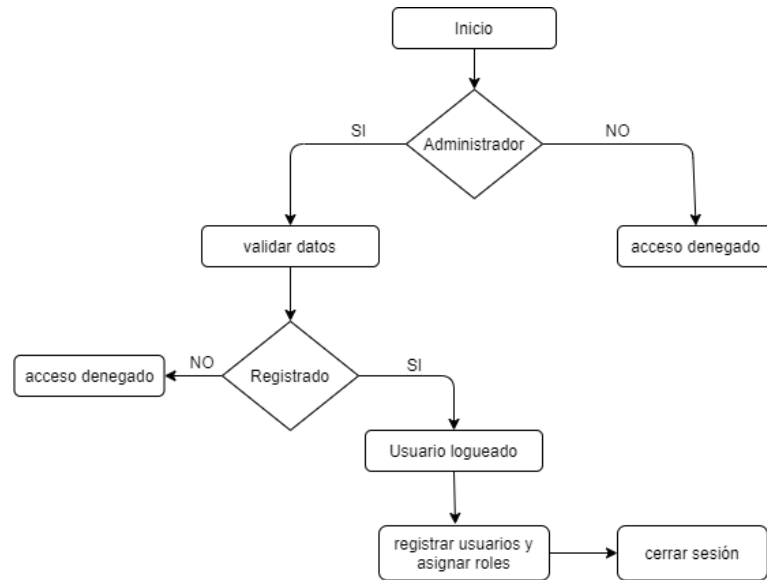 Inicio
SI
NO
Administrador
validar datos
acceso denegado
NO
SI
acceso denegado
Registrado
Usuario logueado
registrar usuarios y
asignar roles
cerrar sesión